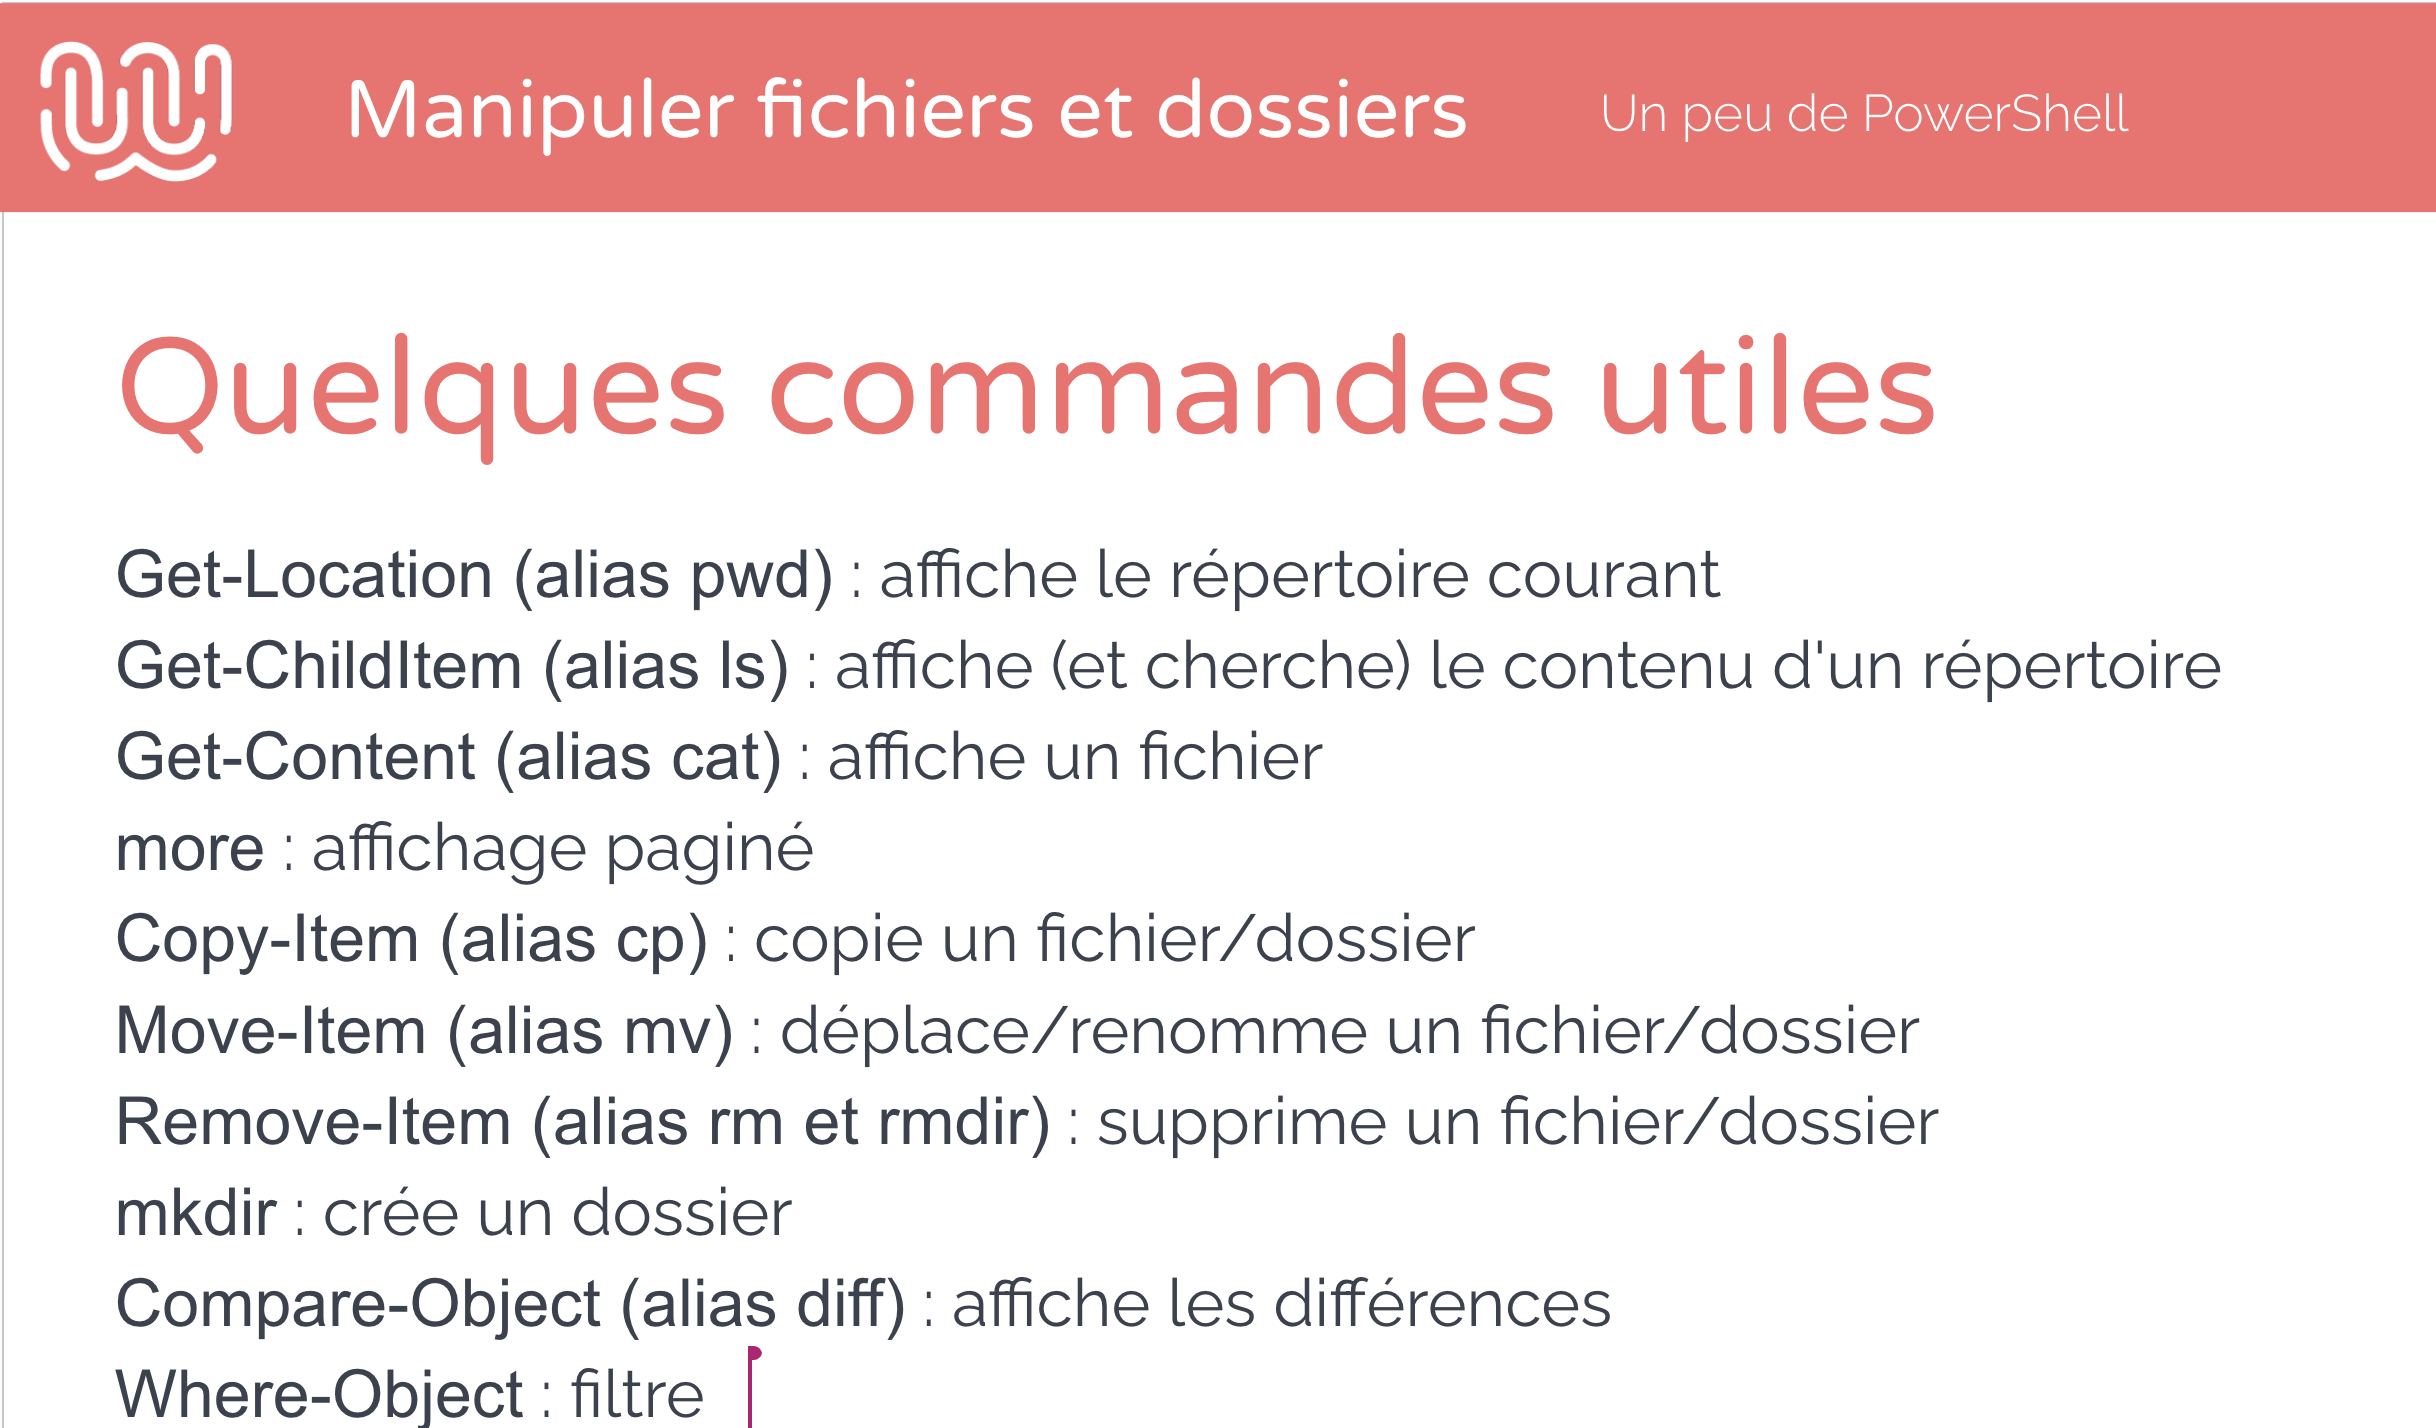 Manipuler fichiers et dossiers
Un peu de PowerShell
Quelques commandes utiles
Get-Location (alias pwd) : affiche le répertoire courant
Get-ChildItem (alias ls) : affiche (et cherche) le contenu d'un répertoire
Get-Content (alias cat) : affiche un fichier
more : affichage paginé
Copy-Item (alias cp) : copie un fichier/dossier
Move-Item (alias mv) : déplace/renomme un fichier/dossier
Remove-Item (alias rm et rmdir) : supprime un fichier/dossier
mkdir : crée un dossier
Compare-Object (alias diff) : affiche les différences
Where-Object : filtre